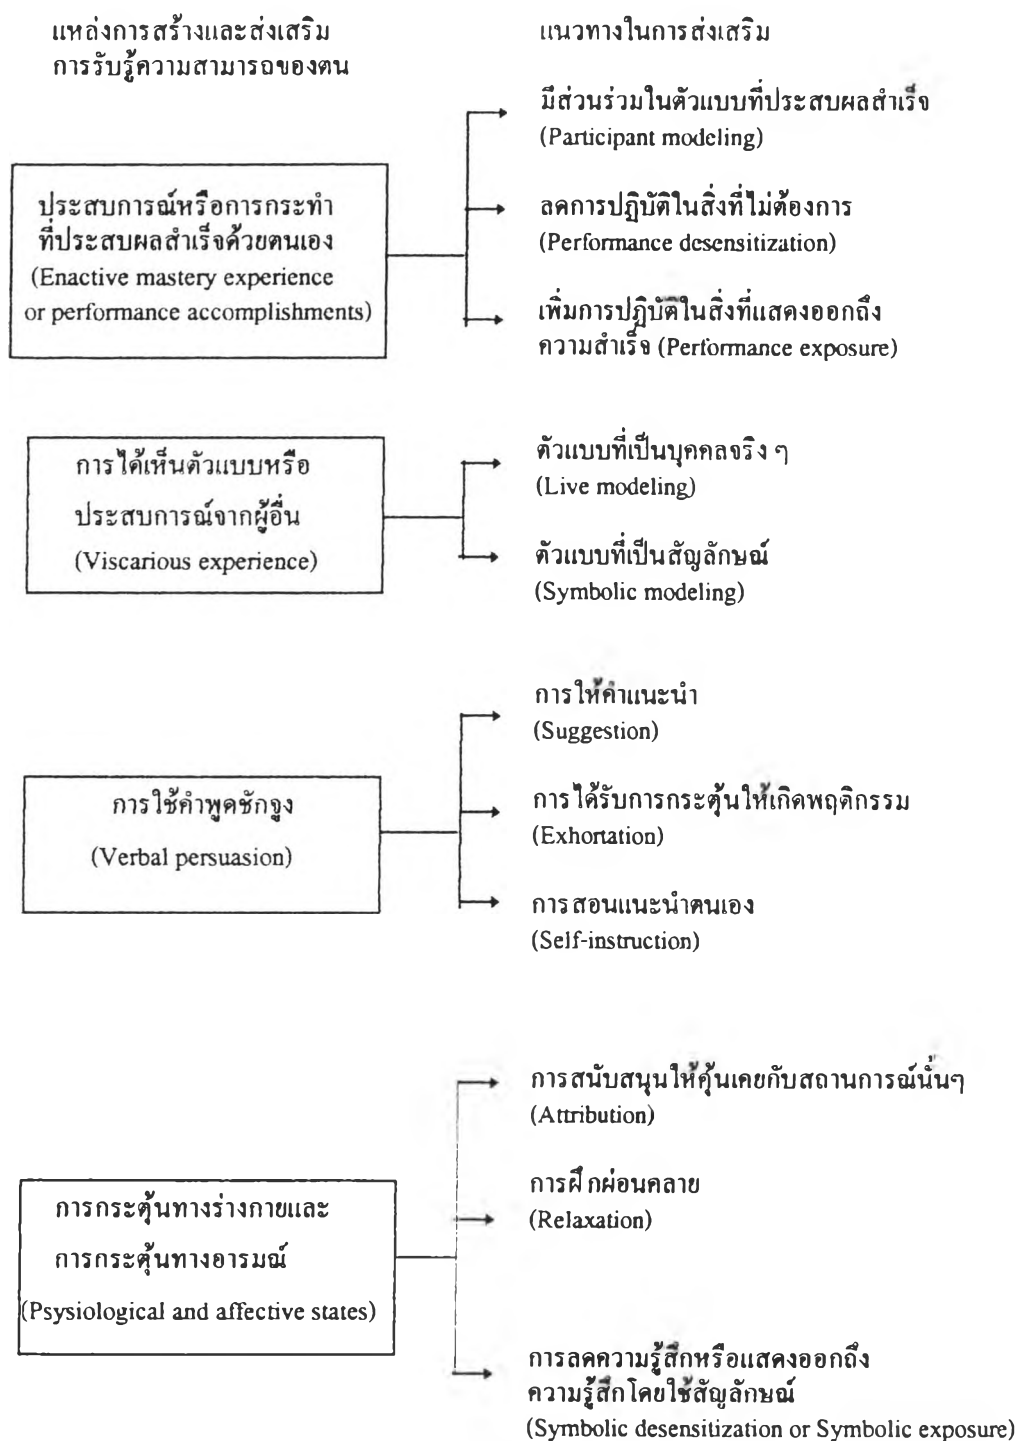 แหล่งการสร้างและส่งเสริม
การรับรู้ความสามารถของตน
แนวทางในการส่งเสริม
ประสบการณ์หรือการกระทำ
ที่ประสบผลสำเร็จด้วยตนเอง
(Enactive mastery experience
or performance accomplishments)
มีส่วนร่วมในตัวแบบที่ประสบผลสำเร็จ
(Participant modeling)
ลดการปฏิบัติในสิ่งที่ไม่ต้องการ
(Performance desensitization)
เพิ่มการปฏิบัติในสิ่งที่แสดงออกถึง
ความสำเร็จ (Performance exposure)
การได้เห็นตัวแบบหรือ
ประสบการณ์จากผู้อื่น
(Viscarious experience)
ตัวแบบที่เป็นบุคคลจริง ๆ
(Live modeling)
ตัวแบบที่เป็นสัญลักษณ์
(Symbolic modeling)
การใช้คำพูดชักจูง
(Verbal persuasion)
การให้คำแนะนำ
(Suggestion)
การได้รับการกระตุ้นให้เกิดพฤติกรรม
(Exhortation)
การสอนแนะนำตนเอง
(Self-instruction)
การกระตุ้นทางร่างกายและ
การกระตุ้นทางอารมณ์
(Psysiological and affective states)
การสนับสนุนให้คุ้นเคยกับสถานการณ์นั้นๆ
(Attribution)
การฝึกผ่อนคลาย
(Relaxation)
การลดความรู้สึกหรือแสดงออกถึง
ความรู้สึกโดยใช้สัญลักษณ์
(Symbolic desensitization or Symbolic exposure)